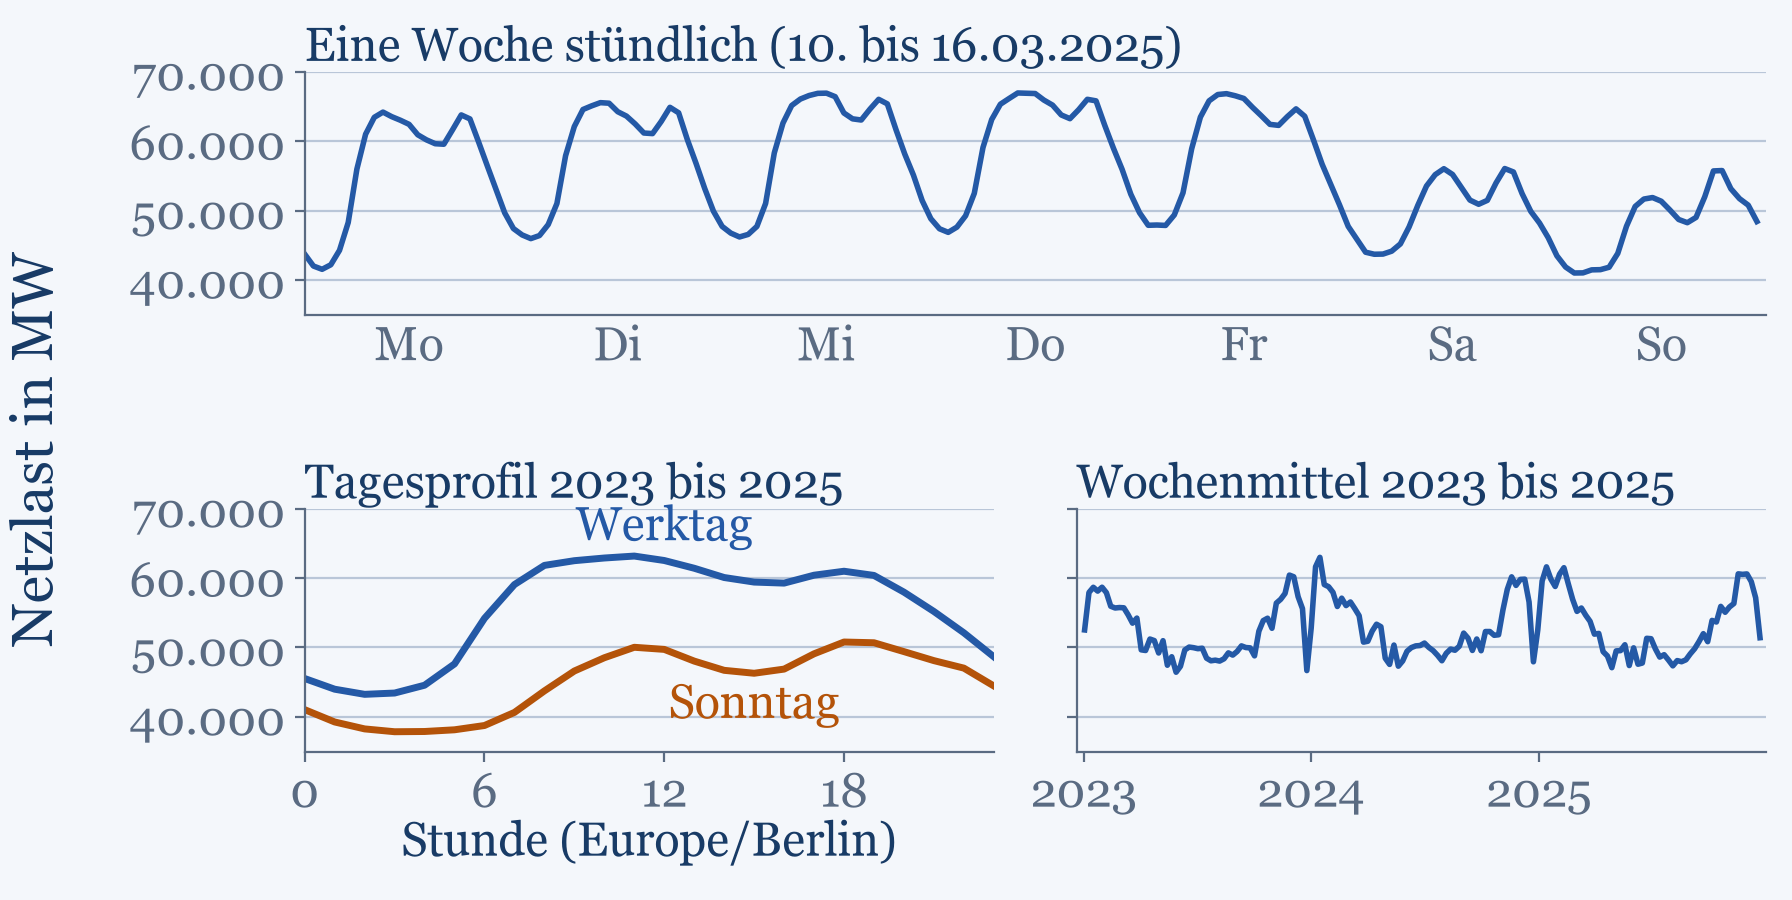 Netzlast in MW
Eine Woche stündlich (10. bis 16.03.2025)
70.000
60.000
50.000
40.000
Mo Di Mi Do Fr Sa So
Tagesprofil 2023 bis 2025
70.000
60.000
50.000
40.000
Werktag
Sonntag
0 6 12 18
Stunde (Europe/Berlin)
Wochenmittel 2023 bis 2025
2023 2024 2025